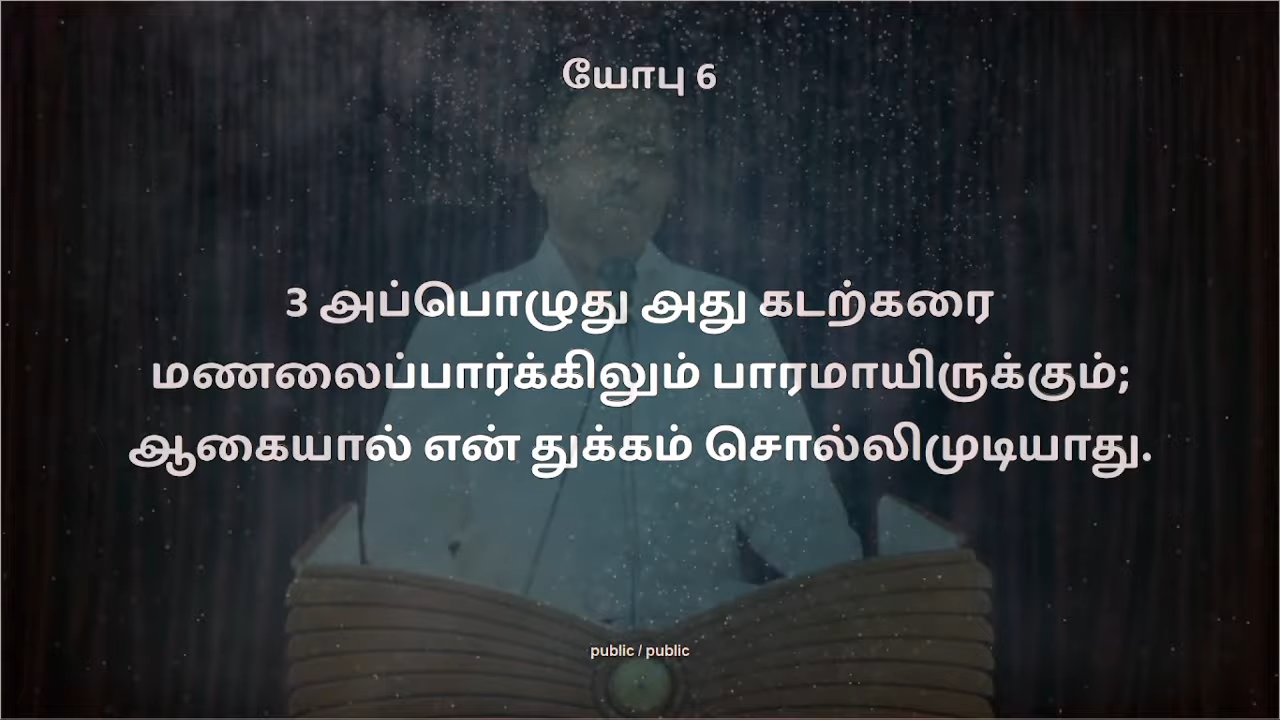 யோபு 6
3 அப்பொழுது அது கடற்கரை
மணலைப்பார்க்கிலும் பாரமாயிருக்கும்;
ஆகையால் என் துக்கம் சொல்லிமுடியாது.
public / public